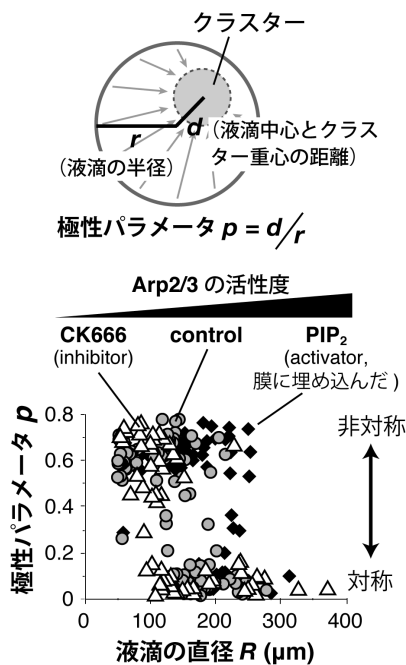 クラスター
d
(液滴中心とクラス
ター重心の距離)
r
(液滴の半径)
極性パラメータ p = d/r
Arp2/3 の活性度
CK666
(inhibitor)
control
PIP₂
(activator,
膜に埋め込んだ)
極性パラメータ p
0.8
0.6
0.4
0.2
0
0
100
200
300
400
液滴の直径 R (μm)
非対称
対称